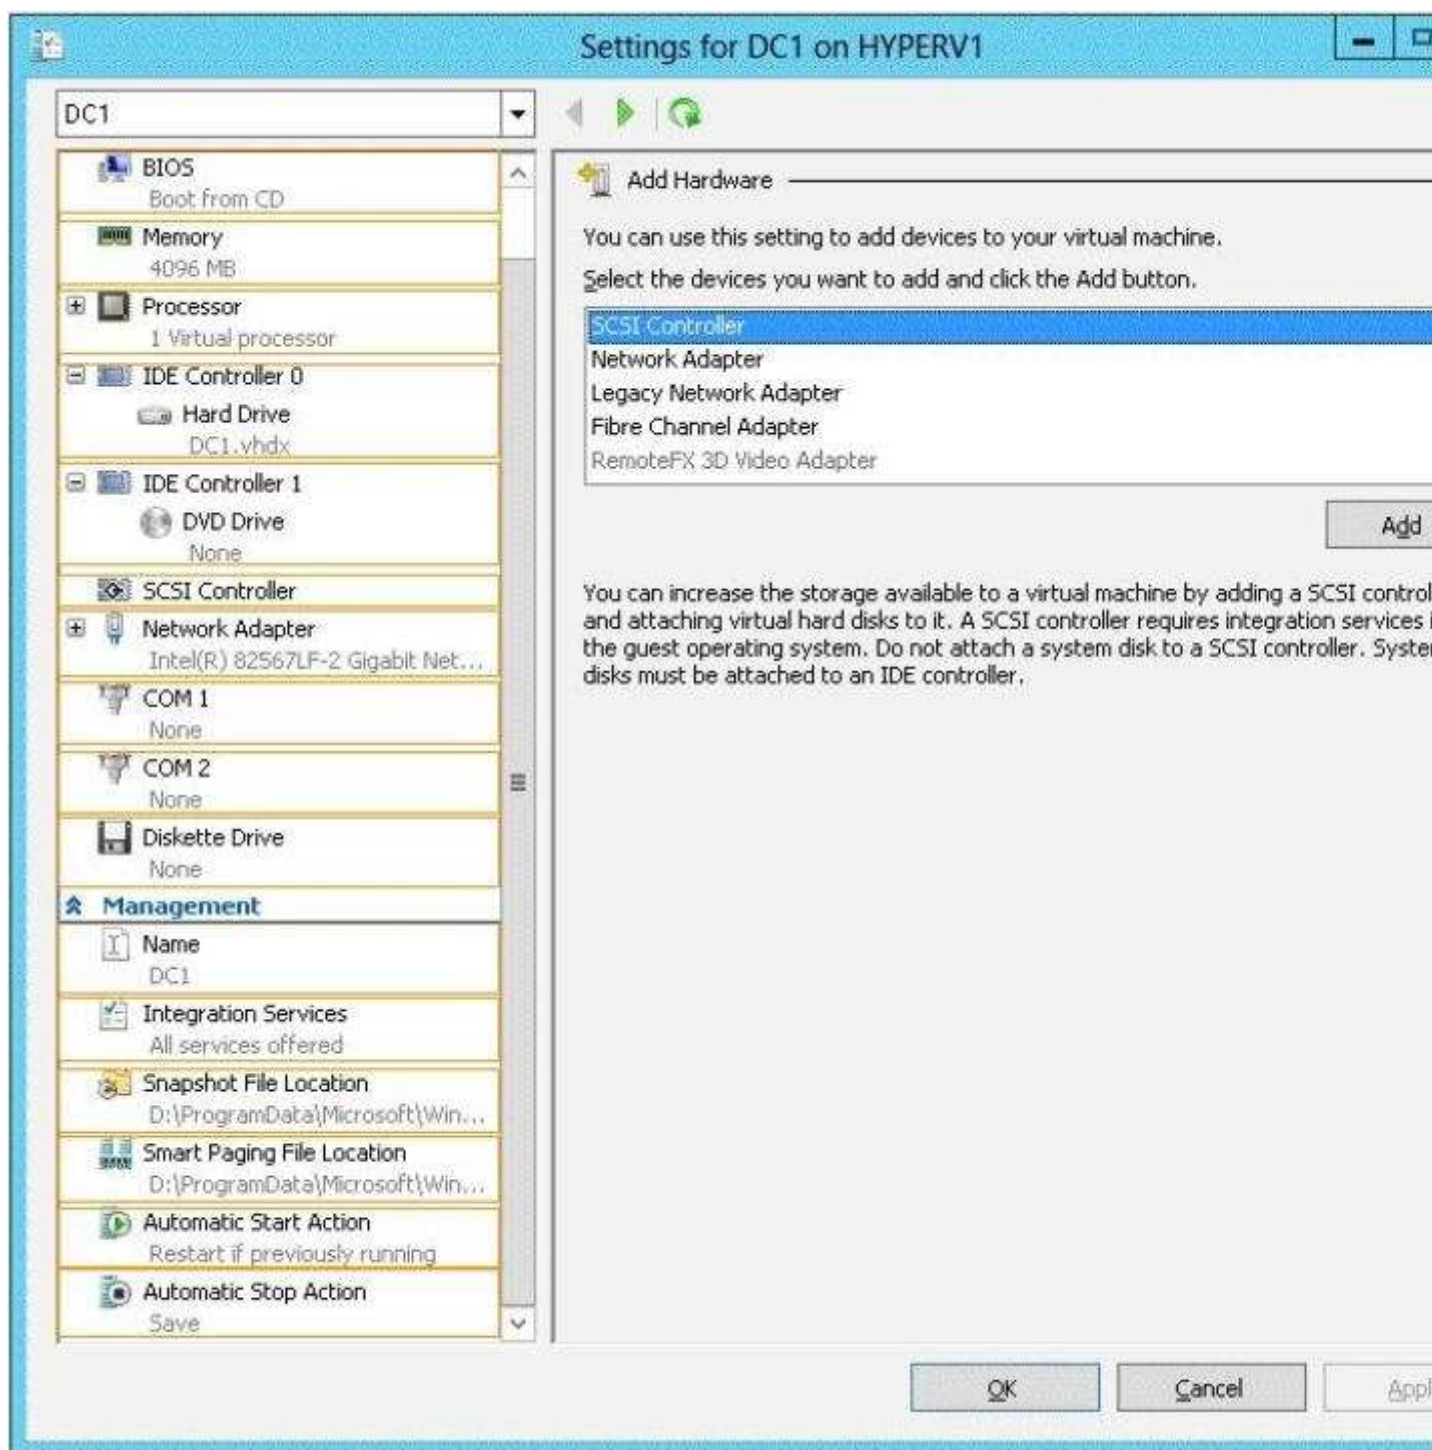 Settings for DC1 on HYPERV1
DC1
BIOS
Boot from CD
Memory
4096 MB
Processor
1 Virtual processor
IDE Controller 0
Hard Drive
DC1.vhdx
IDE Controller 1
DVD Drive
None
SCSI Controller
Network Adapter
Intel(R) 82567LF-2 Gigabit Net...
COM 1
None
COM 2
None
Diskette Drive
None
Management
Name
DC1
Integration Services
All services offered
Snapshot File Location
D:\ProgramData\Microsoft\Win...
Smart Paging File Location
D:\ProgramData\Microsoft\Win...
Automatic Start Action
Restart if previously running
Automatic Stop Action
Save
Add Hardware
You can use this setting to add devices to your virtual machine.
Select the devices you want to add and click the Add button.
SCSI Controller
Network Adapter
Legacy Network Adapter
Fibre Channel Adapter
RemoteFX 3D Video Adapter
Add
You can increase the storage available to a virtual machine by adding a SCSI control
and attaching virtual hard disks to it. A SCSI controller requires integration services i
the guest operating system. Do not attach a system disk to a SCSI controller. Syste
disks must be attached to an IDE controller.
OK
Cancel
Appl